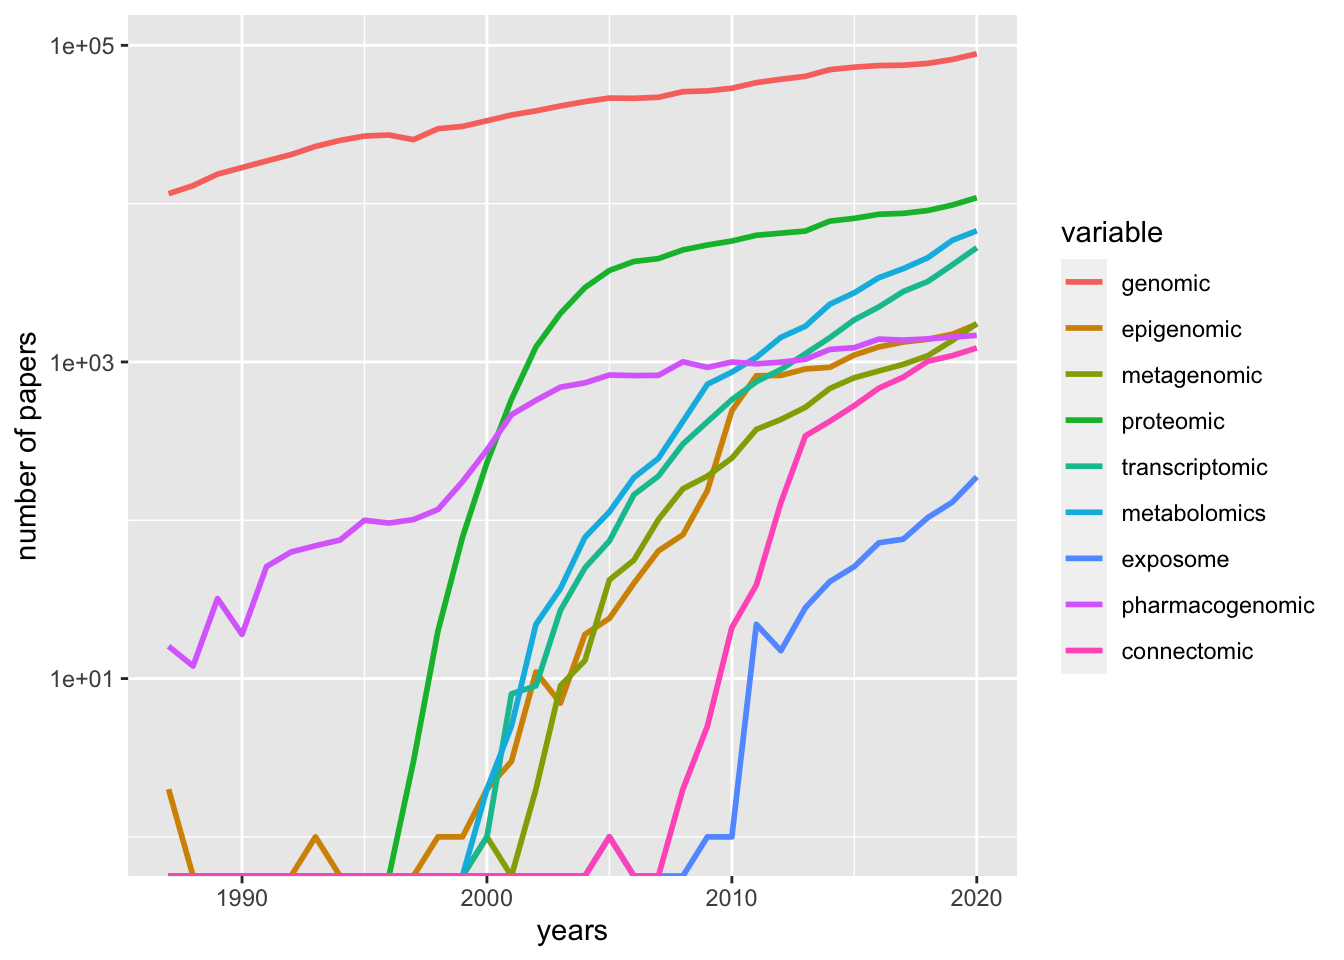 1e+05
1e+03
1e+01
number of papers
1990
2000
2010
2020
years
variable
genomic
epigenomic
metagenomic
proteomic
transcriptomic
metabolomics
exposome
pharmacogenomic
connectomic